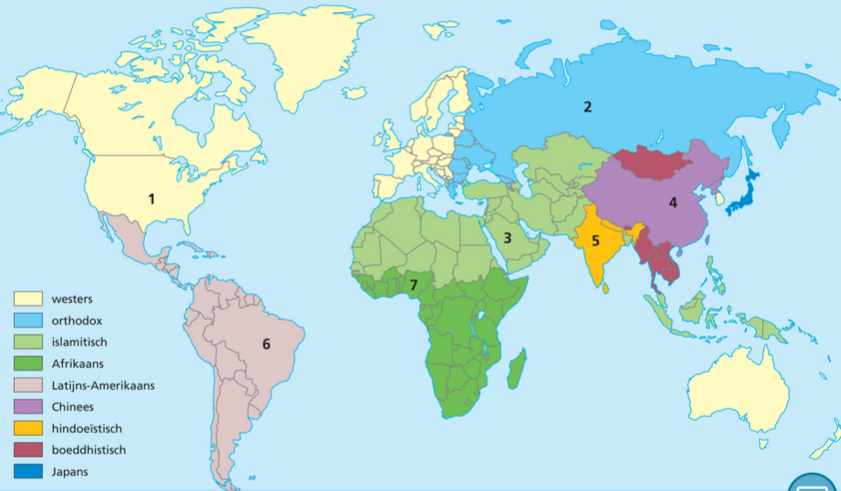 1
2
3
4
5
6
7
westers
orthodox
islamitisch
Afrikaans
Latijns-Amerikaans
Chinees
hindoeïstisch
boeddhistisch
Japans